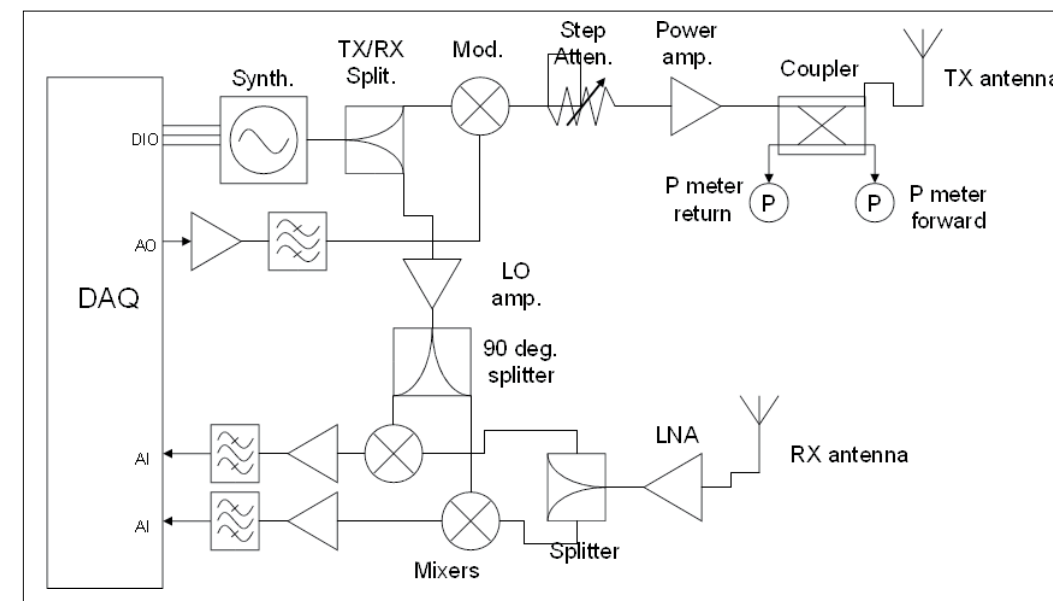 Synth.
TX/RX
Split.
Mod.
Step
Atten.
Power
amp.
Coupler
TX antenna
DIO
P meter
return
P
P
P meter
forward
AO
DAQ
LO
amp.
90 deg.
splitter
LNA
RX antenna
AI
AI
Splitter
Mixers